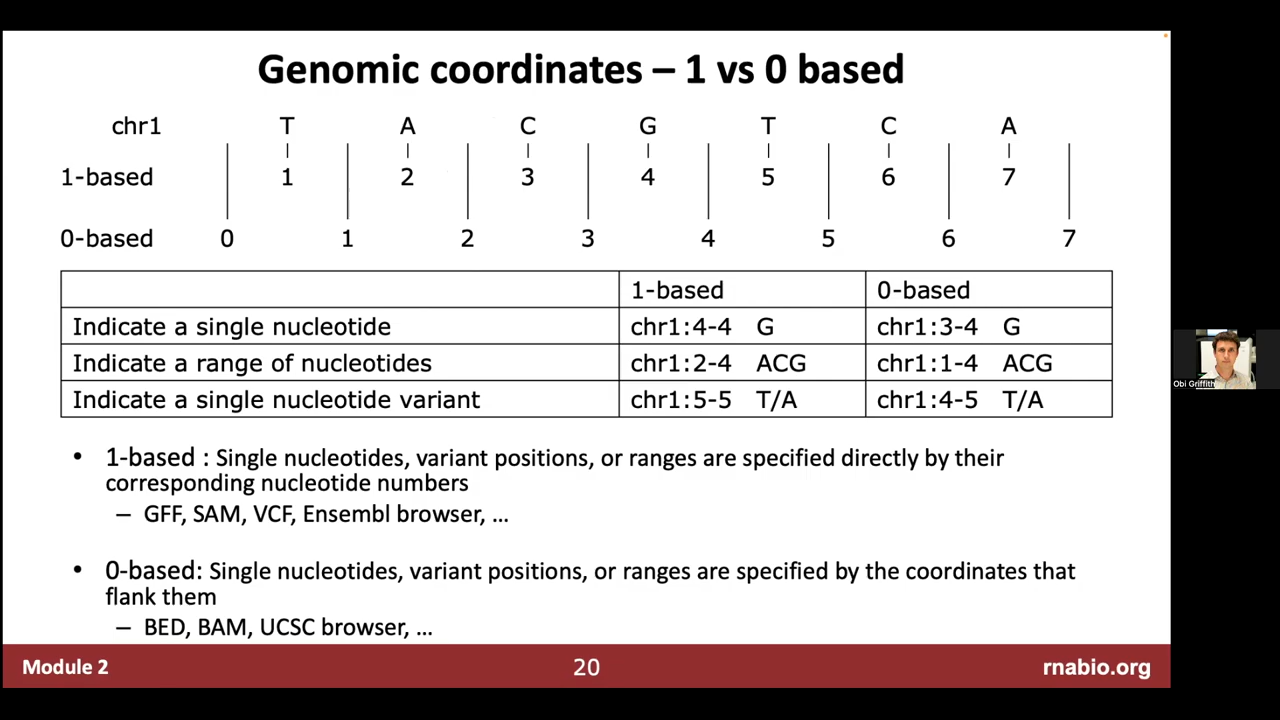 Genomic coordinates – 1 vs 0 based
chr1 T A C G T C A
1-based 1 2 3 4 5 6 7
0-based 0 1 2 3 4 5 6 7
1-based 0-based
Indicate a single nucleotide chr1:4-4 G chr1:3-4 G
Indicate a range of nucleotides chr1:2-4 ACG chr1:1-4 ACG
Indicate a single nucleotide variant chr1:5-5 T/A chr1:4-5 T/A
• 1-based : Single nucleotides, variant positions, or ranges are specified directly by their
corresponding nucleotide numbers
– GFF, SAM, VCF, Ensembl browser, …
• 0-based: Single nucleotides, variant positions, or ranges are specified by the coordinates that
flank them
– BED, BAM, UCSC browser, …
Module 2 20 rnabio.org
Obi Griffith